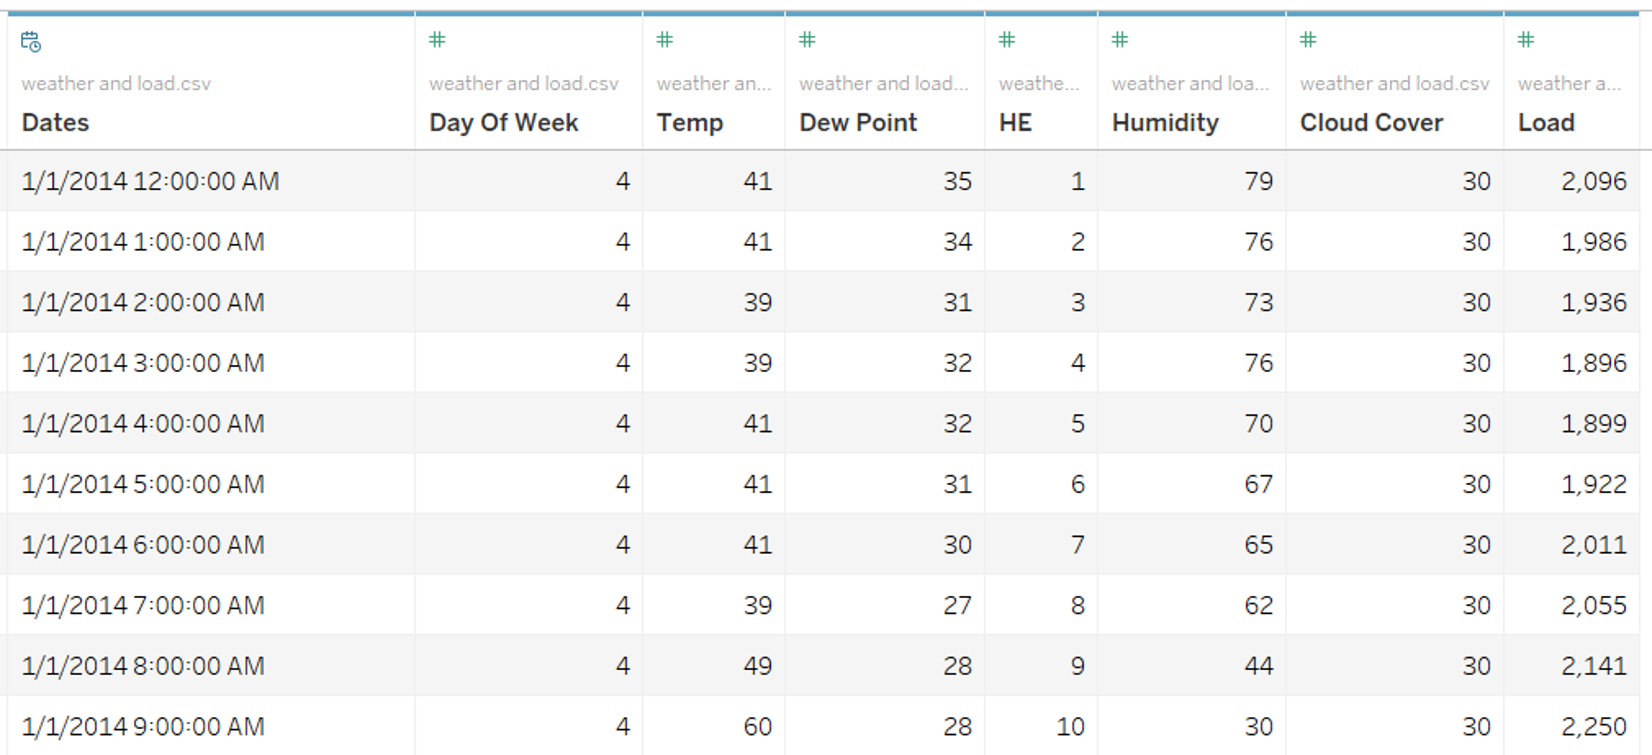 weather and load.csv weather and load.csv weather an... weather and load... weathe... weather and loa... weather and load.csv weather a...
Dates Day Of Week Temp Dew Point HE Humidity Cloud Cover Load
1/1/2014 12:00:00 AM 4 41 35 1 79 30 2,096
1/1/2014 1:00:00 AM 4 41 34 2 76 30 1,986
1/1/2014 2:00:00 AM 4 39 31 3 73 30 1,936
1/1/2014 3:00:00 AM 4 39 32 4 76 30 1,896
1/1/2014 4:00:00 AM 4 41 32 5 70 30 1,899
1/1/2014 5:00:00 AM 4 41 31 6 67 30 1,922
1/1/2014 6:00:00 AM 4 41 30 7 65 30 2,011
1/1/2014 7:00:00 AM 4 39 27 8 62 30 2,055
1/1/2014 8:00:00 AM 4 49 28 9 44 30 2,141
1/1/2014 9:00:00 AM 4 60 28 10 30 30 2,250